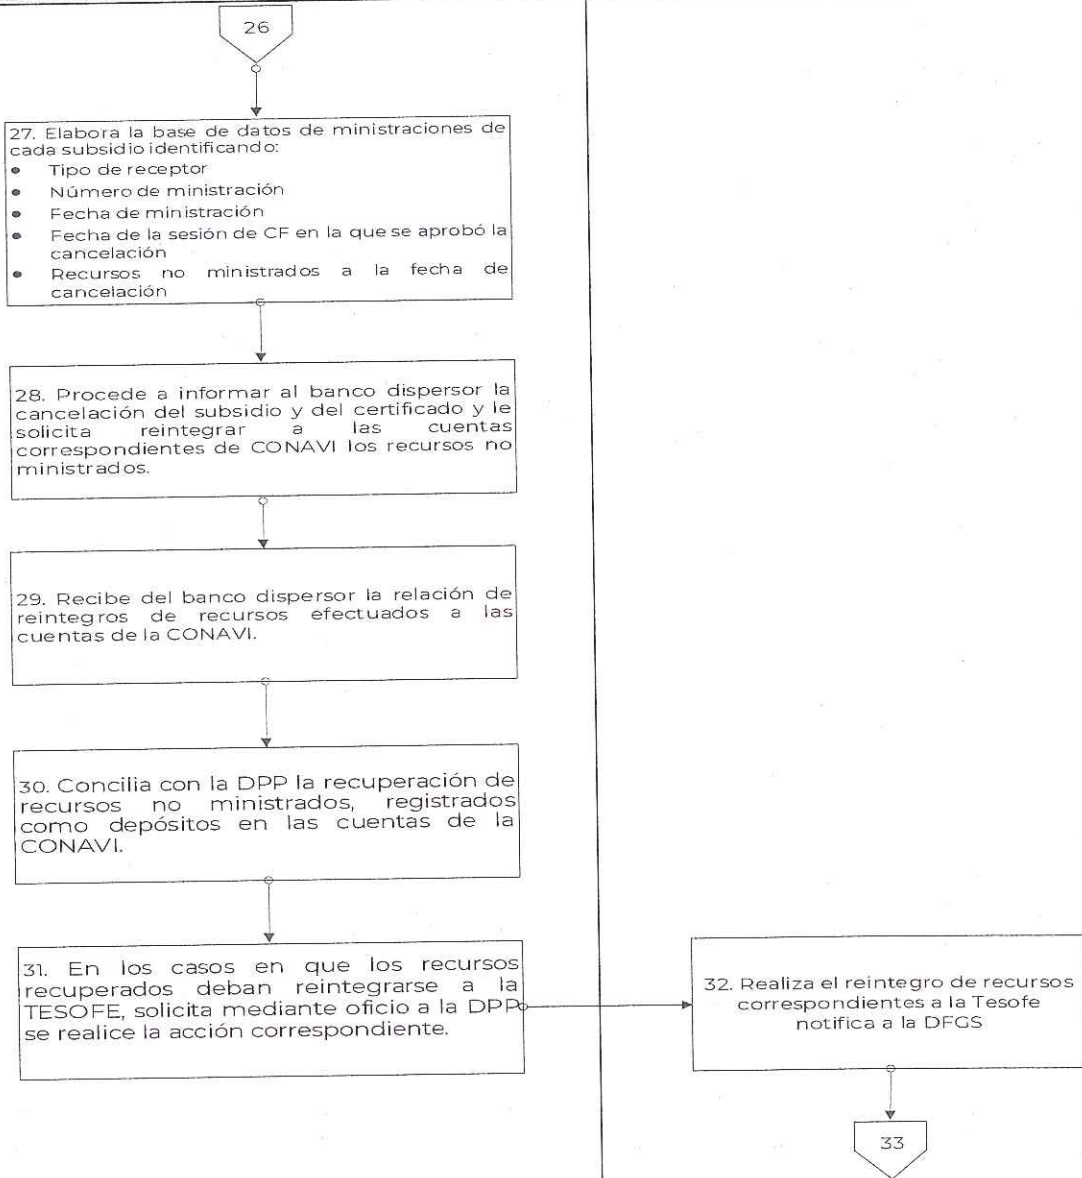 26
27. Elabora la base de datos de ministraciones de
cada subsidio identificando:
• Tipo de receptor
• Número de ministración
• Fecha de ministración
• Fecha de la sesión de CF en la que se aprobó la
cancelación
• Recursos no ministrados a la fecha de
cancelación
28. Procede a informar al banco dispersor la
cancelación del subsidio y del certificado y le
solicita reintegrar a las cuentas
correspondientes de CONAVI los recursos no
ministrados.
29. Recibe del banco dispersor la relación de
reintegros de recursos efectuados a las
cuentas de la CONAVI.
30. Concilia con la DPP la recuperación de
recursos no ministrados, registrados
como depósitos en las cuentas de la
CONAVI.
31. En los casos en que los recursos
recuperados deban reintegrarse a la
TESOFE, solicita mediante oficio a la DPP
se realice la acción correspondiente.
32. Realiza el reintegro de recursos
correspondientes a la Tesofe
notifica a la DFGS
33